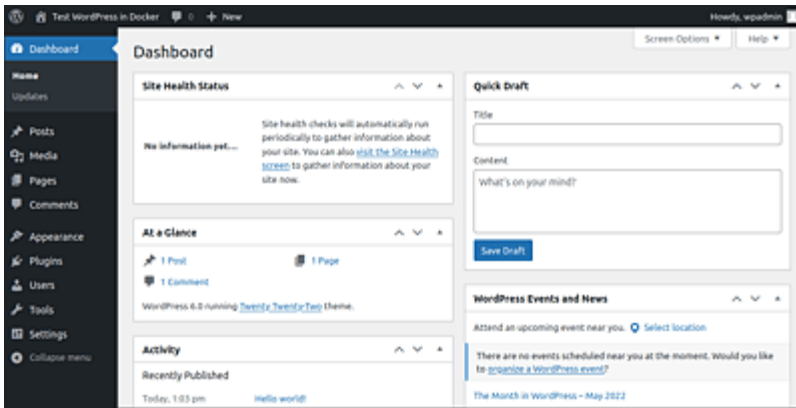 Test WordPress in Docker 0 New Howdy, wpadmin
Screen Options Help
Dashboard
Home
Updates
Posts
Media
Pages
Comments
Appearance
Plugins
Users
Tools
Settings
Collapse menu
Dashboard
Site Health Status
No information yet...
Site health checks will automatically run
periodically to gather information about
your site. You can also visit the Site Health
screen to gather information about your
site now.
At a Glance
1 Post 1 Page
1 Comment
WordPress 6.0 running Twenty Twenty-Two theme.
Activity
Recently Published
Today, 1:03 pm Hello world!
Quick Draft
Title
Content
What's on your mind?
Save Draft
WordPress Events and News
Attend an upcoming event near you. Select location
There are no events scheduled near you at the moment. Would you like
to organize a WordPress event?
The Month in WordPress – May 2022